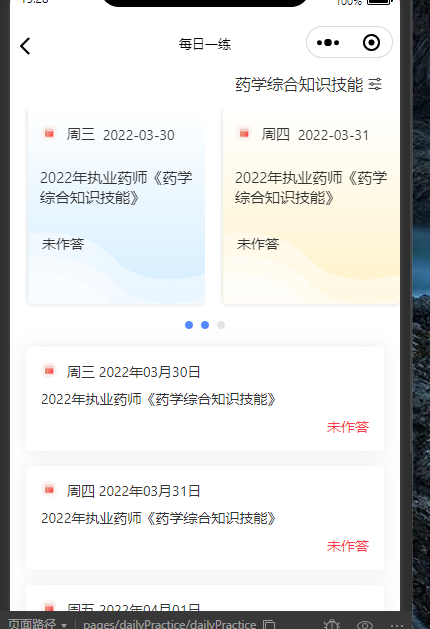 100%
每日一练
药学综合知识技能
周三 2022-03-30
2022年执业药师《药学
综合知识技能》
未作答
周四 2022-03-31
2022年执业药师《药学
综合知识技能》
未作答
周三 2022年03月30日
2022年执业药师《药学综合知识技能》
未作答
周四 2022年03月31日
2022年执业药师《药学综合知识技能》
未作答
周五 2022年04月01日
页面路径
pages/dailyPractice/dailyPractice